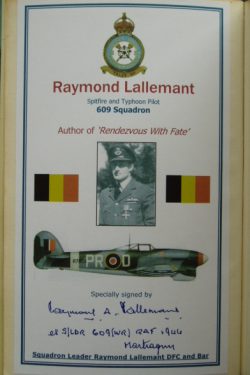 Raymond Lallemant
Spitfire and Typhoon Pilot
609 Squadron
Author of 'Rendezvous With Fate'
PR D
Specially signed by
Raymond A. Lallemant
ex S/LDR 609 (WR) RAF 1944
Squadron Leader Raymond Lallemant DFC and Bar